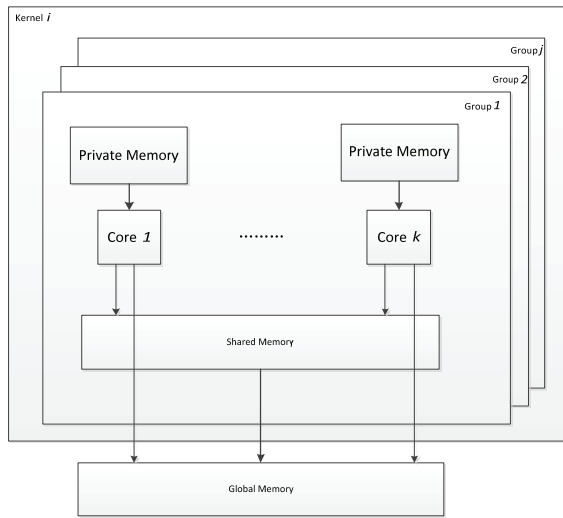 Kernel i
Group j
Group 2
Group 1
Private Memory
Private Memory
Core 1
.........
Core k
Shared Memory
Global Memory